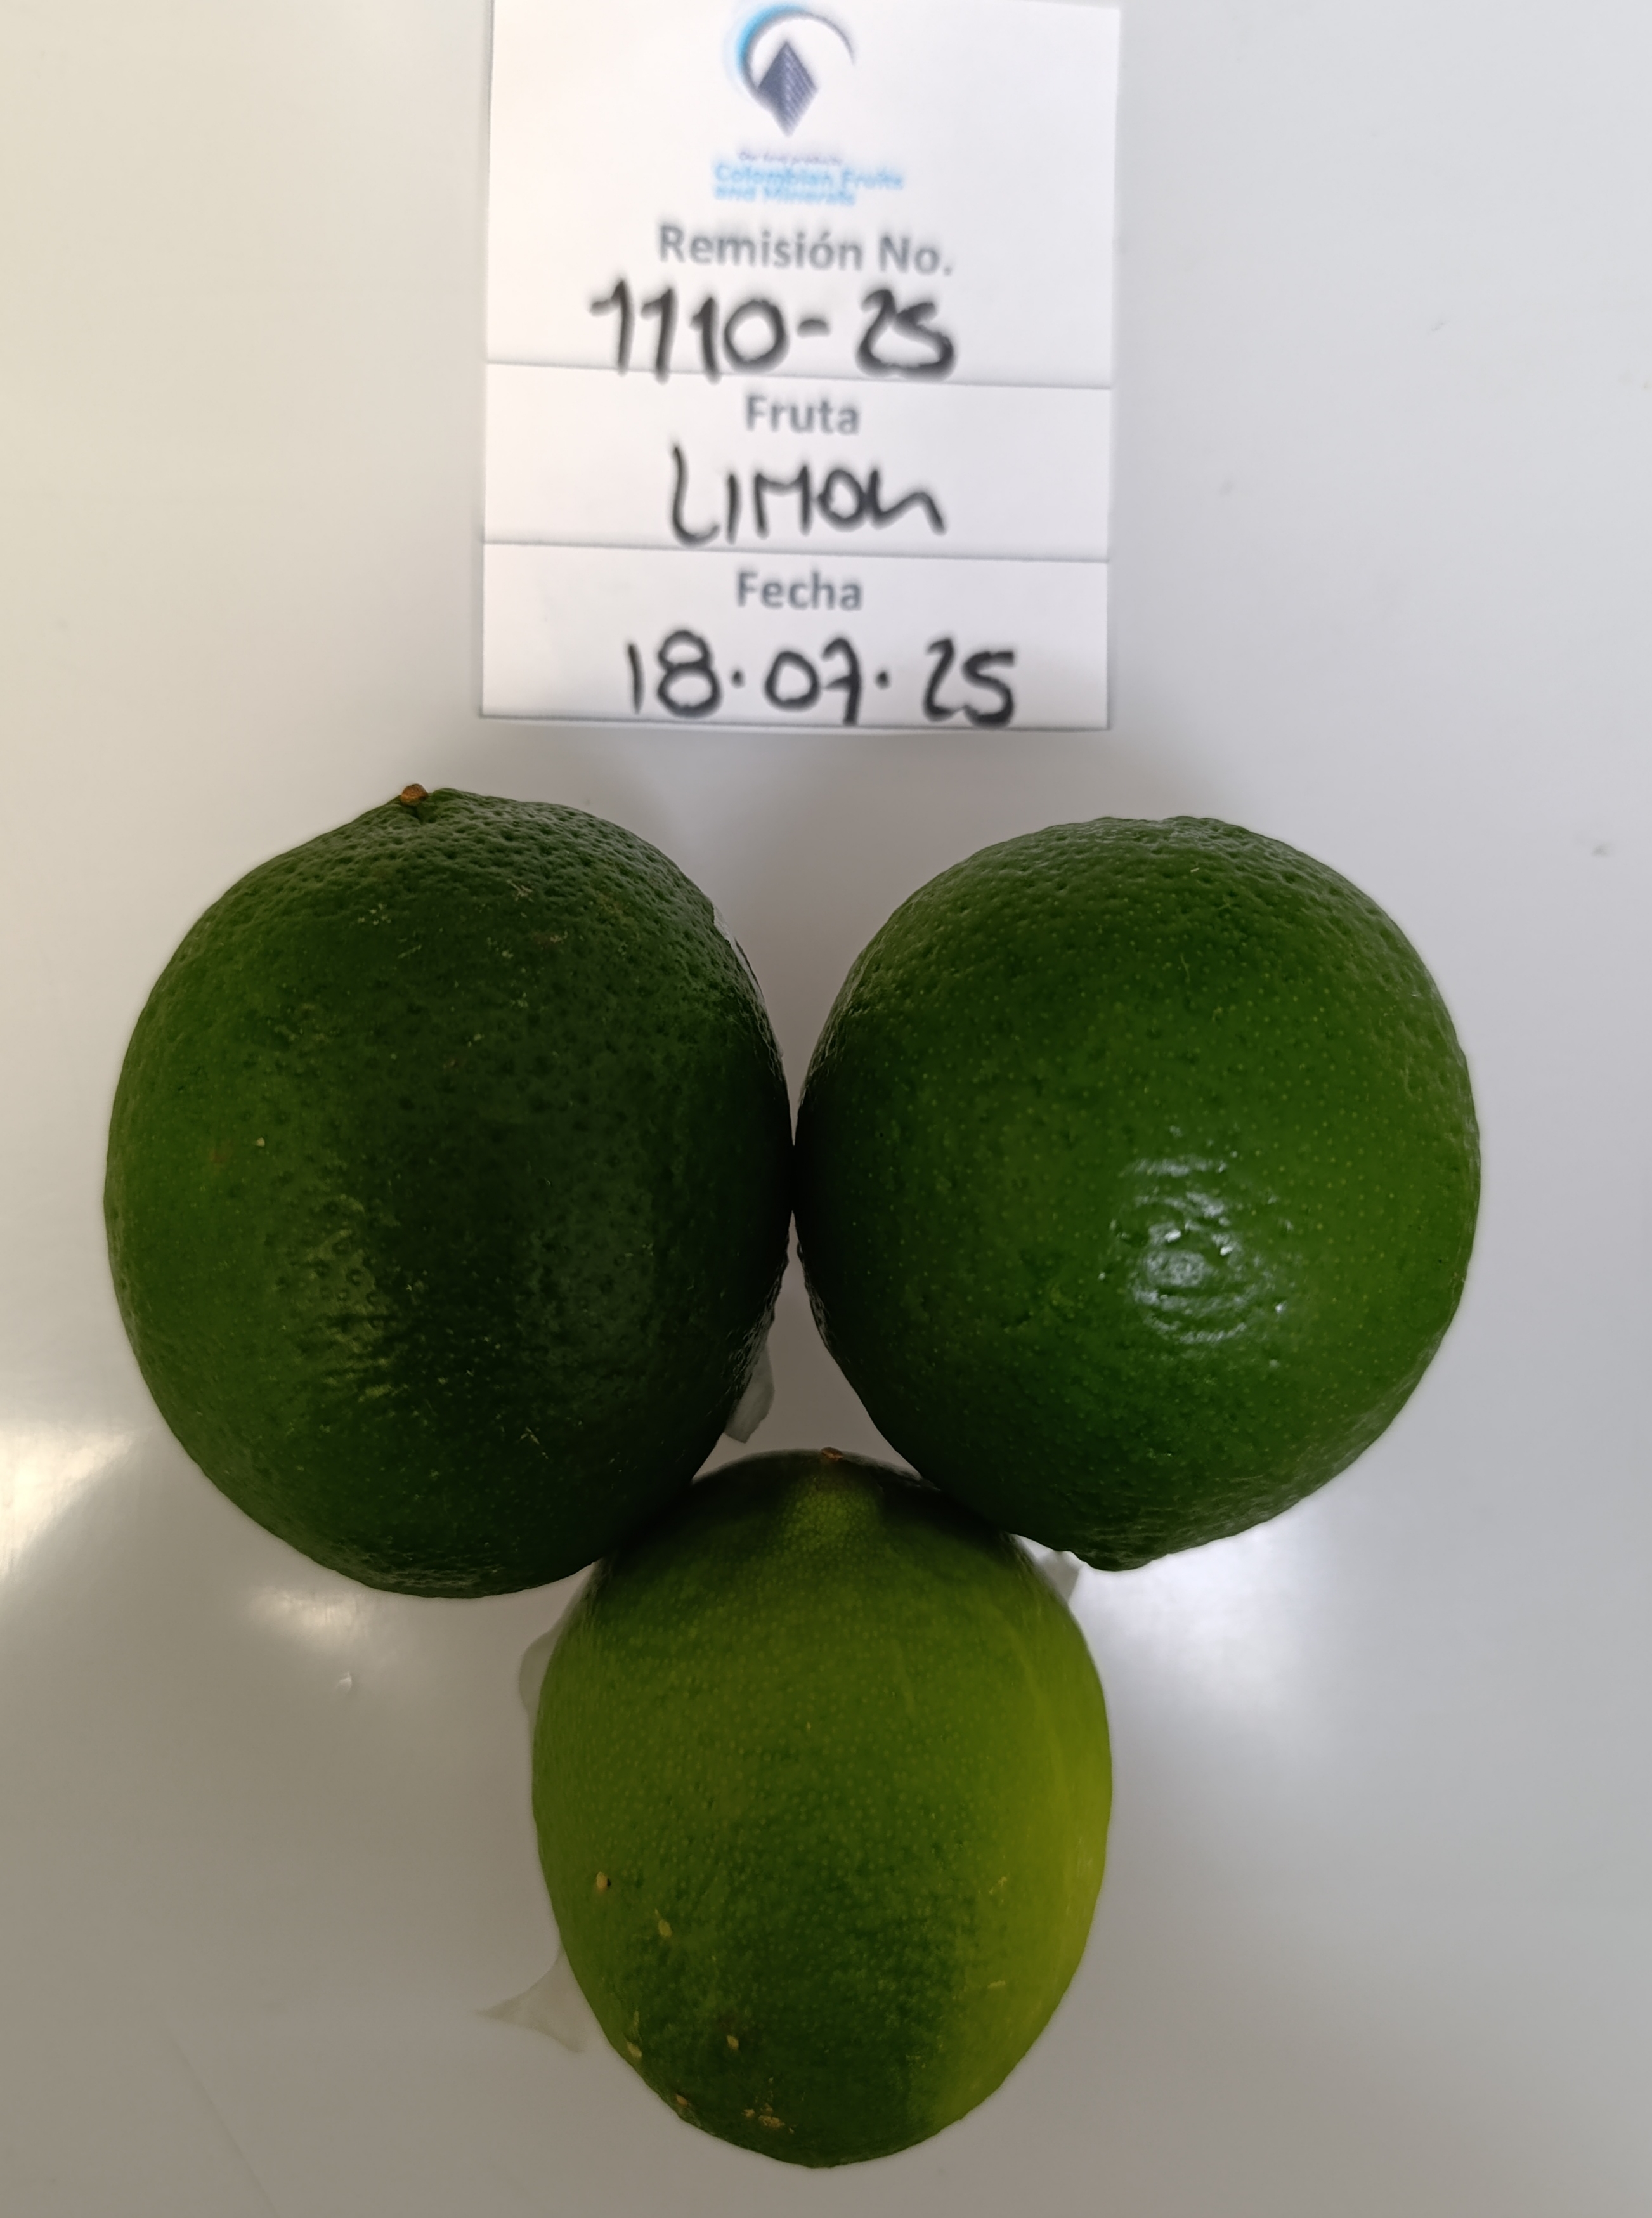 Colombian Fruits
and Minerals
Remisión No.
1110-25
Fruta
LIMON
Fecha
18.07.25